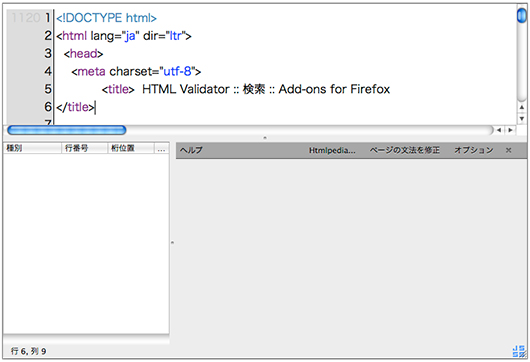 1120 1 <!DOCTYPE html>
2 <html lang="ja" dir="ltr">
3 <head>
4 <meta charset="utf-8">
5 <title> HTML Validator :: 検索 :: Add-ons for Firefox
6 </title>
7
種別 行番号 桁位置 ...
ヘルプ Htmlpedia... ページの文法を修正 オプション
行 6, 列 9